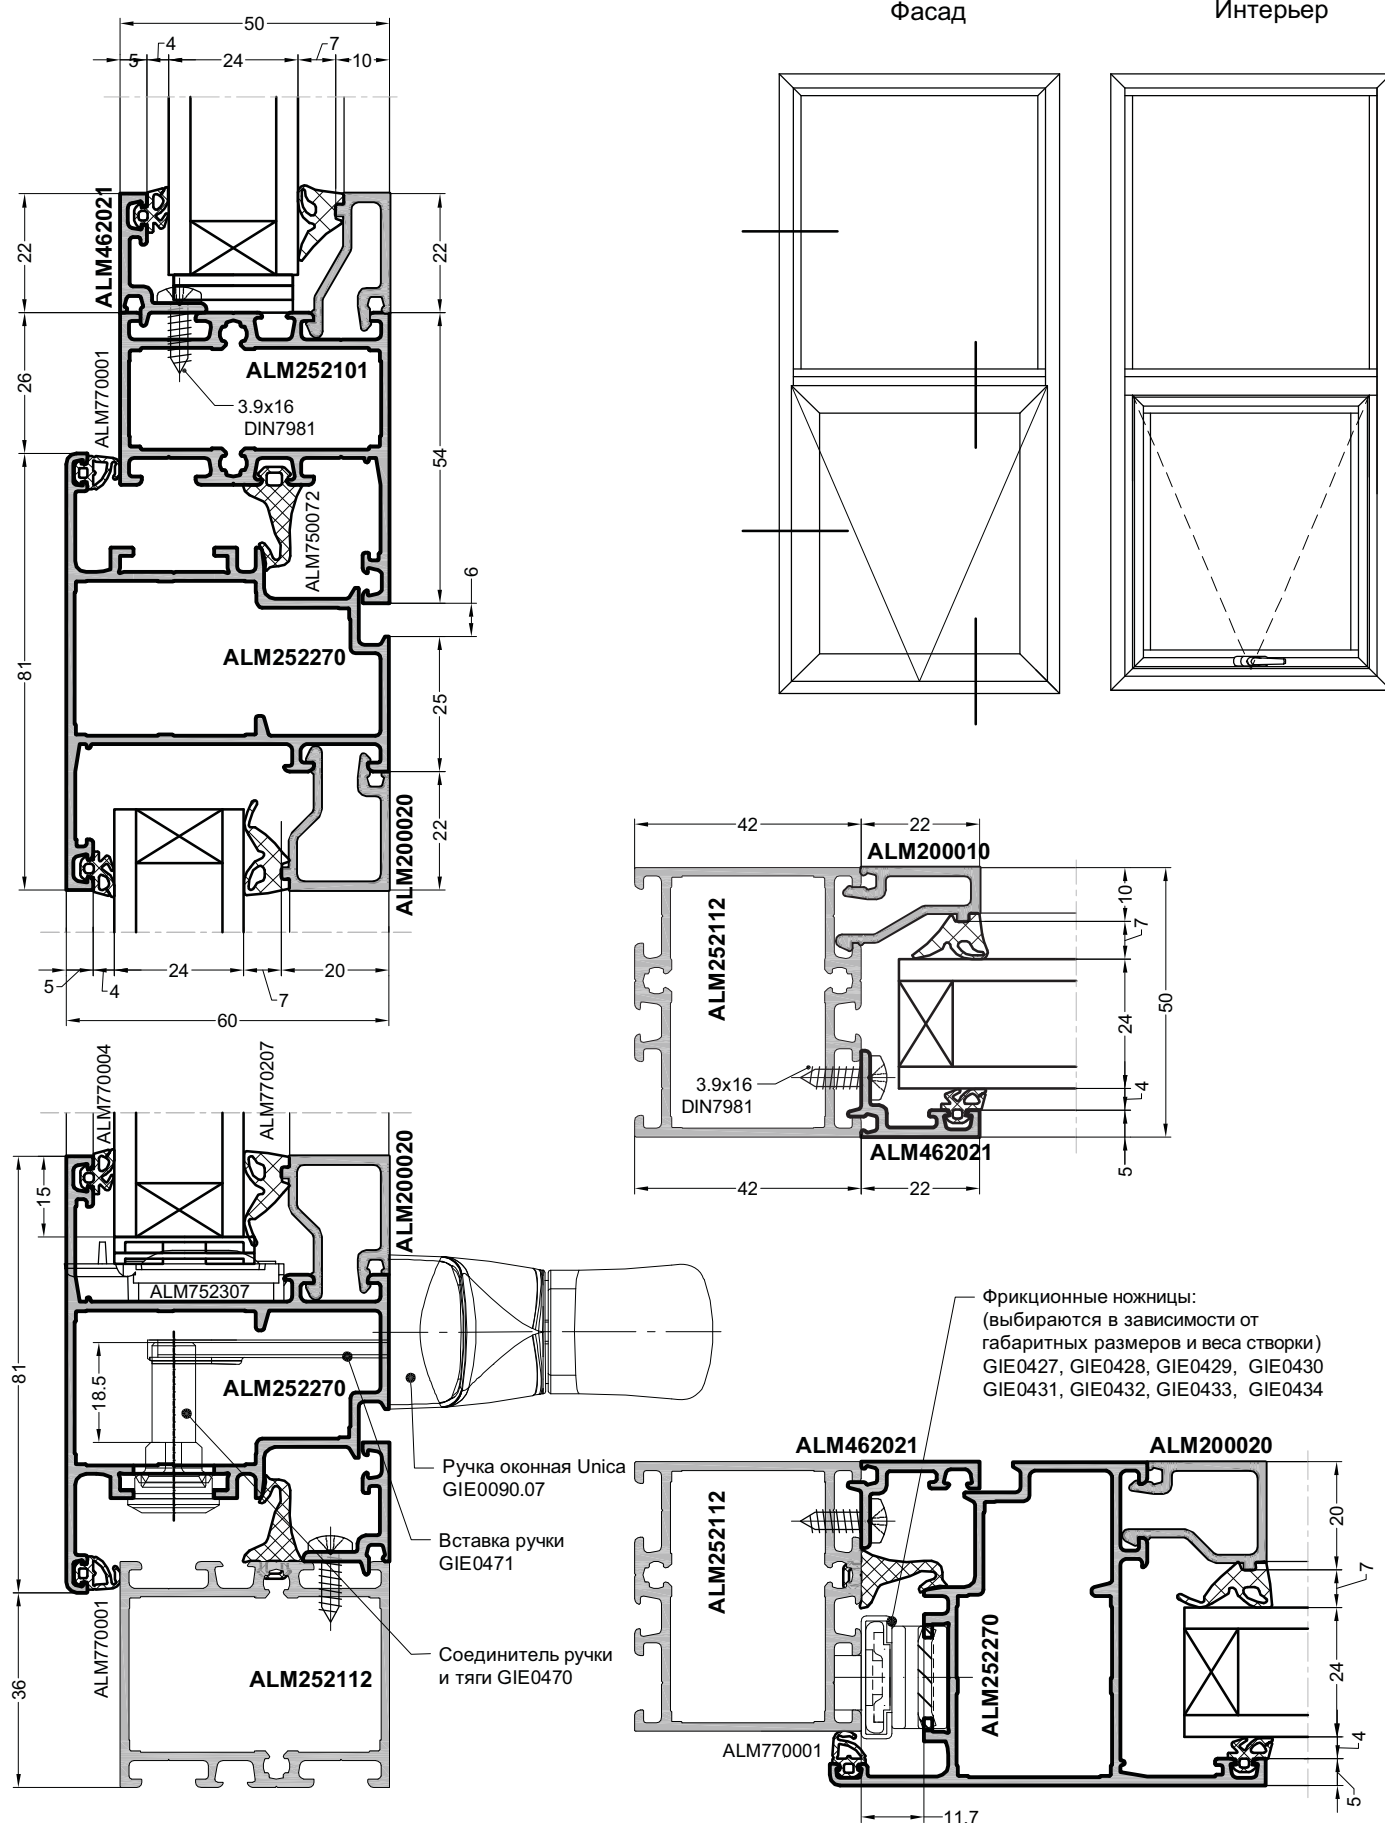 Фасад
Интерьер
50
4
7
5
24
10
22
ALM462021
22
ALM252101
26
ALM770001
3.9x16
DIN7981
54
ALM750072
6
81
ALM252270
25
22
ALM200020
5
4
24
7
20
60
42
22
ALM200010
10
7
ALM252112
24
50
3.9x16
DIN7981
4
ALM462021
5
42
22
ALM770004
ALM770207
ALM200020
15
ALM752307
81
18.5
ALM252270
Ручка оконная Unica
GIE0090.07
Вставка ручки
GIE0471
Соединитель ручки
и тяги GIE0470
ALM770001
36
ALM252112
Фрикционные ножницы:
(выбираются в зависимости от
габаритных размеров и веса створки)
GIE0427, GIE0428, GIE0429, GIE0430
GIE0431, GIE0432, GIE0433, GIE0434
ALM462021
ALM200020
ALM252112
20
7
ALM252270
24
ALM770001
4
5
11.7